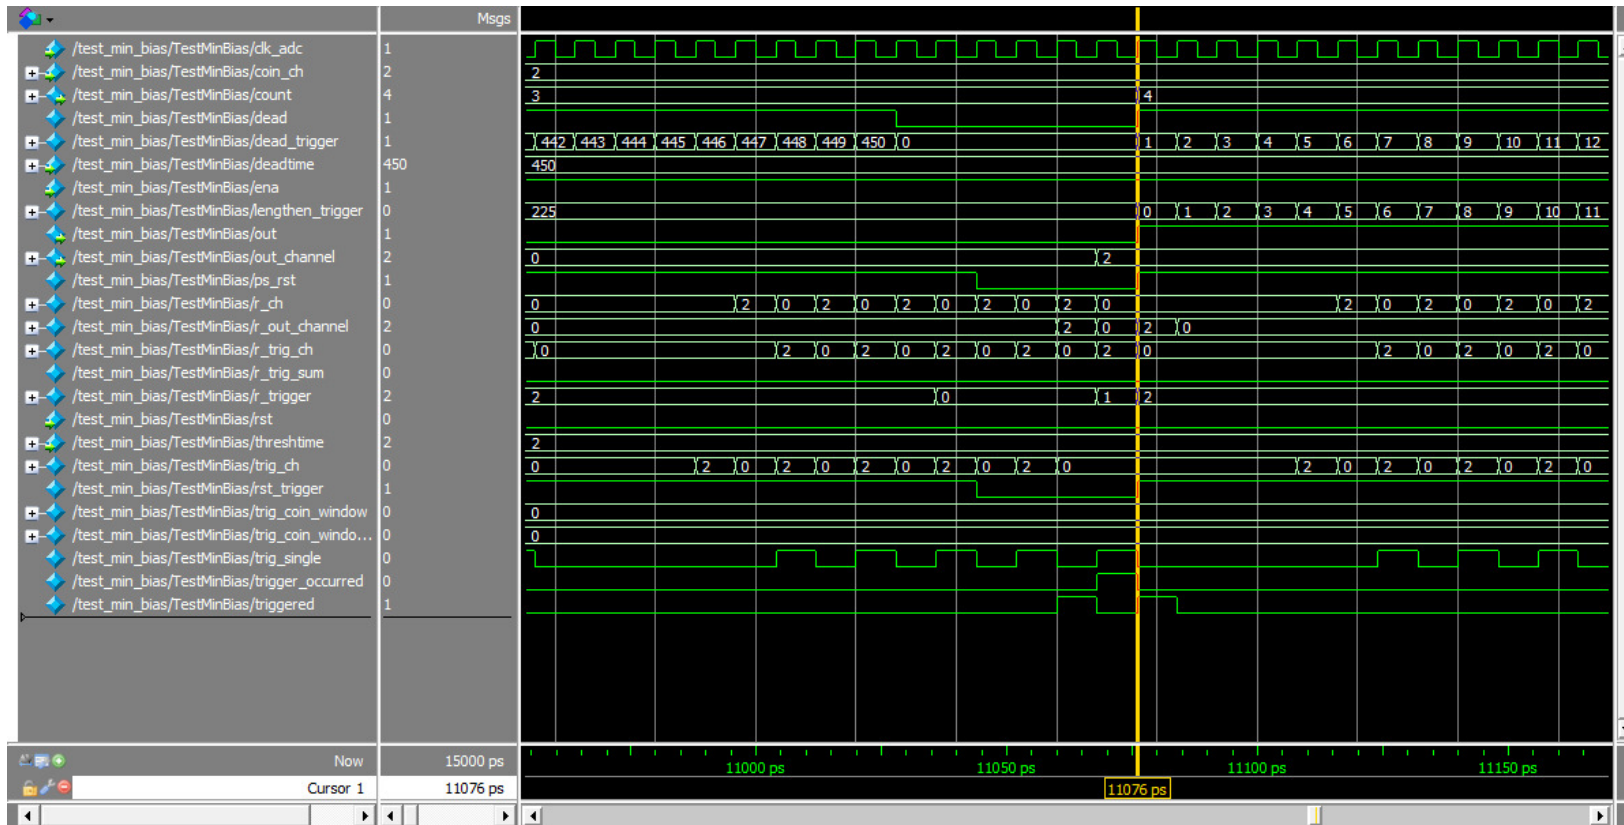 Msgs
/test_min_bias/TestMinBias/clk_adc 1
/test_min_bias/TestMinBias/coin_ch 2 2
/test_min_bias/TestMinBias/count 4 3 4
/test_min_bias/TestMinBias/dead 1
/test_min_bias/TestMinBias/dead_trigger 1 442 443 444 445 446 447 448 449 450 0 1 2 3 4 5 6 7 8 9 10 11 12
/test_min_bias/TestMinBias/deadtime 450 450
/test_min_bias/TestMinBias/ena 1
/test_min_bias/TestMinBias/lengthen_trigger 0 225 0 1 2 3 4 5 6 7 8 9 10 11
/test_min_bias/TestMinBias/out 1
/test_min_bias/TestMinBias/out_channel 2 0 2
/test_min_bias/TestMinBias/ps_rst 1
/test_min_bias/TestMinBias/r_ch 0 0 2 0 2 0 2 0 2 0 2 0 2 0 2 0 2 0 2
/test_min_bias/TestMinBias/r_out_channel 2 0 2 0 2 0
/test_min_bias/TestMinBias/r_trig_ch 0 0 2 0 2 0 2 0 2 0 2 0 2 0 2 0 2 0
/test_min_bias/TestMinBias/r_trig_sum 0
/test_min_bias/TestMinBias/r_trigger 2 2 0 1 2
/test_min_bias/TestMinBias/rst 0
/test_min_bias/TestMinBias/threshtime 2 2
/test_min_bias/TestMinBias/trig_ch 0 0 2 0 2 0 2 0 2 0 2 0 2 0 2 0 2 0 2 0
/test_min_bias/TestMinBias/rst_trigger 1
/test_min_bias/TestMinBias/trig_coin_window 0 0
/test_min_bias/TestMinBias/trig_coin_windo... 0 0
/test_min_bias/TestMinBias/trig_single 0
/test_min_bias/TestMinBias/trigger_occurred 0
/test_min_bias/TestMinBias/triggered 1
Now 15000 ps 11000 ps 11050 ps 11100 ps 11150 ps
Cursor 1 11076 ps 11076 ps